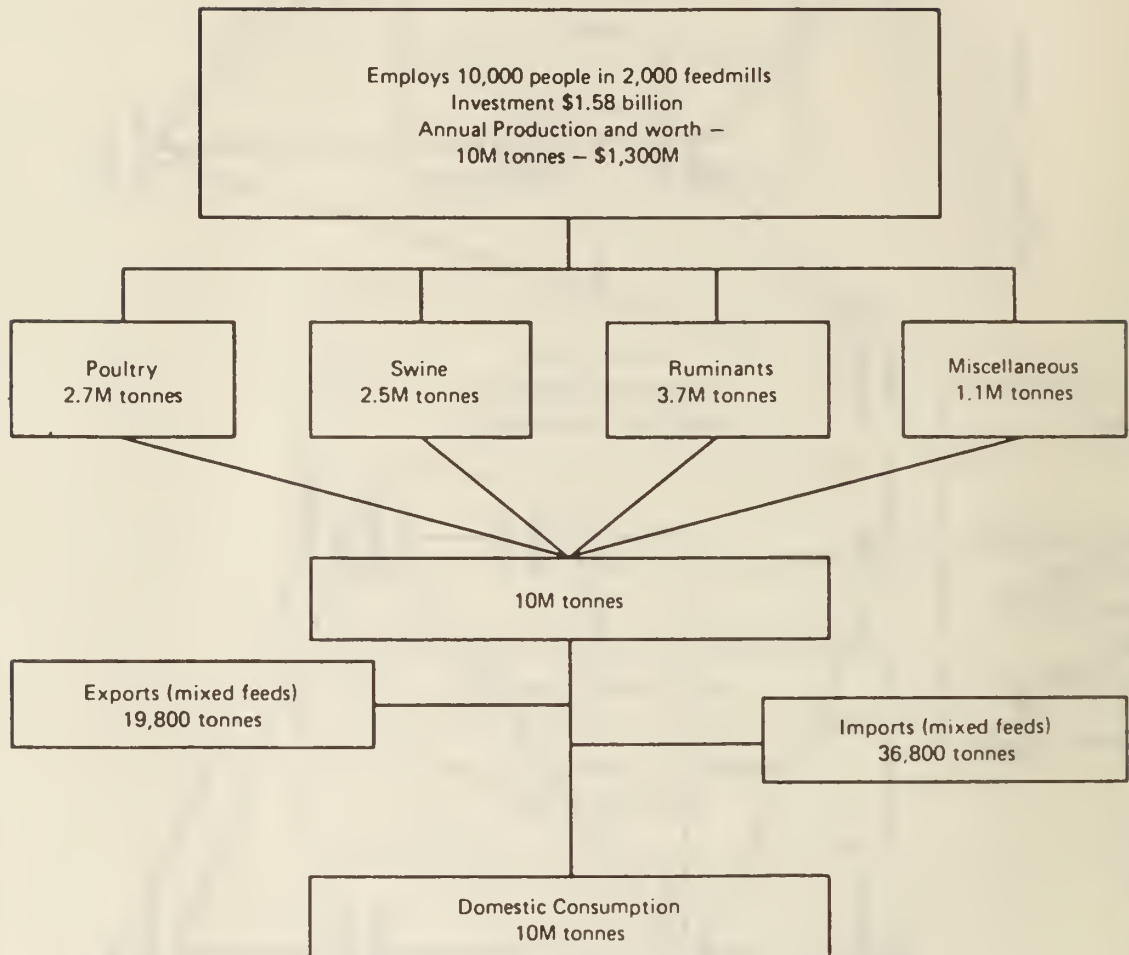 Employs 10,000 people in 2,000 feedmills
Investment $1.58 billion
Annual Production and worth –
10M tonnes – $1,300M
Poultry
2.7M tonnes
Swine
2.5M tonnes
Ruminants
3.7M tonnes
Miscellaneous
1.1M tonnes
10M tonnes
Exports (mixed feeds)
19,800 tonnes
Imports (mixed feeds)
36,800 tonnes
Domestic Consumption
10M tonnes